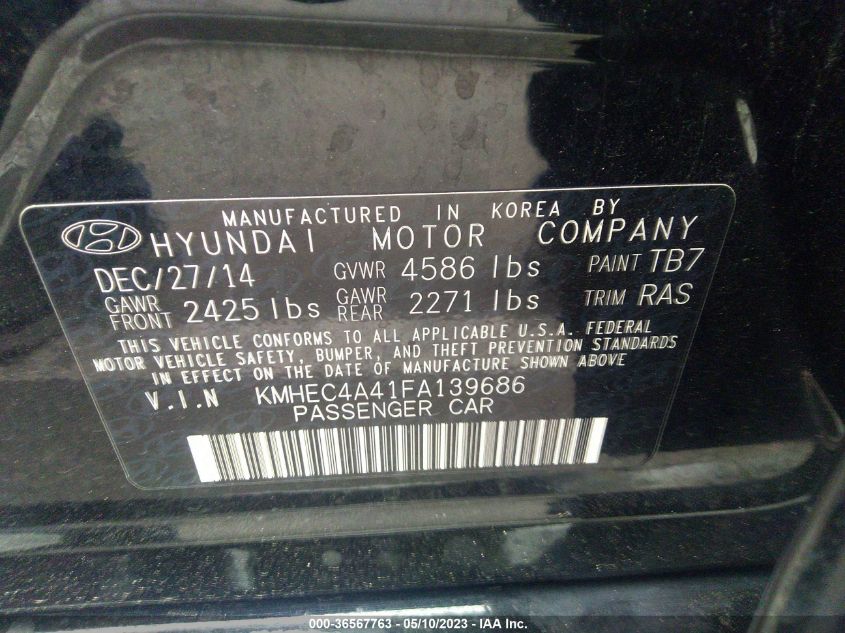 MANUFACTURED IN KOREA BY
HYUNDAI MOTOR COMPANY
DEC/27/14 GVWR 4586 lbs PAINT TB7
GAWR FRONT 2425 lbs GAWR REAR 2271 lbs TRIM RAS
THIS VEHICLE CONFORMS TO ALL APPLICABLE U.S.A. FEDERAL
MOTOR VEHICLE SAFETY, BUMPER, AND THEFT PREVENTION STANDARDS
IN EFFECT ON THE DATE OF MANUFACTURE SHOWN ABOVE
V.I.N KMHEC4A41FA139686
PASSENGER CAR
000-36567763 - 05/10/2023 - IAA Inc.